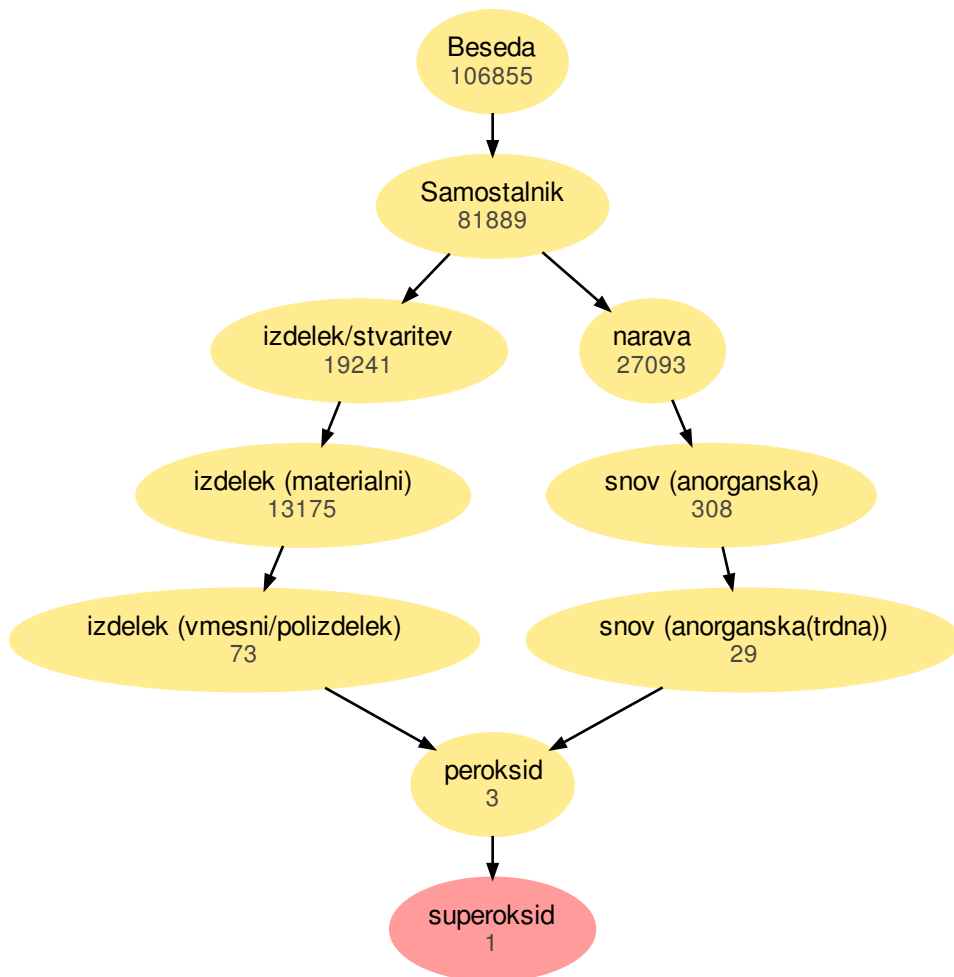 Beseda
106855
Samostalnik
81889
izdelek/stvaritev
19241
narava
27093
izdelek (materialni)
13175
snov (anorganska)
308
izdelek (vmesni/polizdelek)
73
snov (anorganska(trdna))
29
peroksid
3
superoksid
1